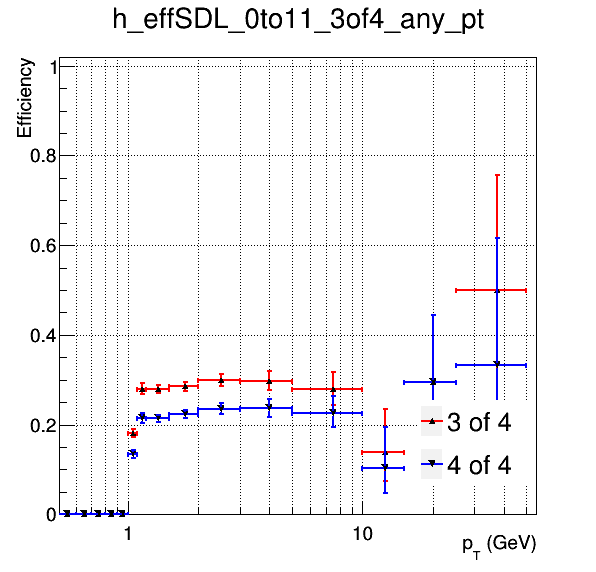 h_effSDL_0to11_3of4_any_pt
Efficiency
1
0.8
0.6
0.4
0.2
0
3 of 4
4 of 4
1
10
p_T (GeV)